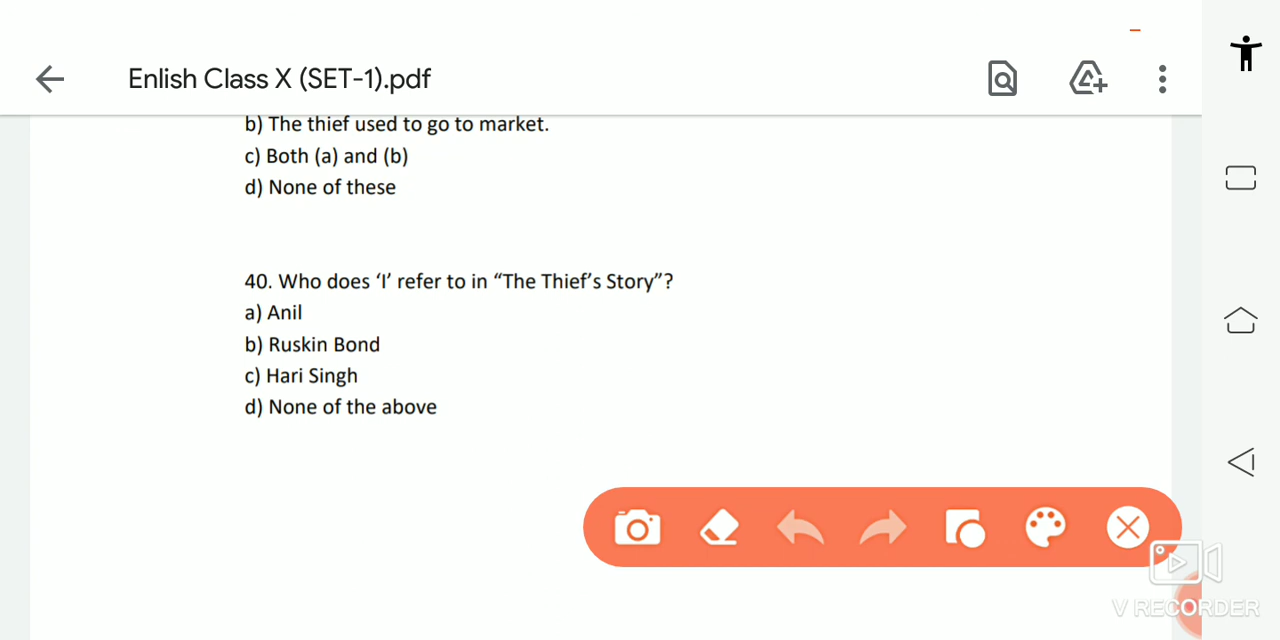 Enlish Class X (SET-1).pdf
b) The thief used to go to market.
c) Both (a) and (b)
d) None of these
40. Who does ‘I’ refer to in “The Thief’s Story”?
a) Anil
b) Ruskin Bond
c) Hari Singh
d) None of the above
V RECORDER